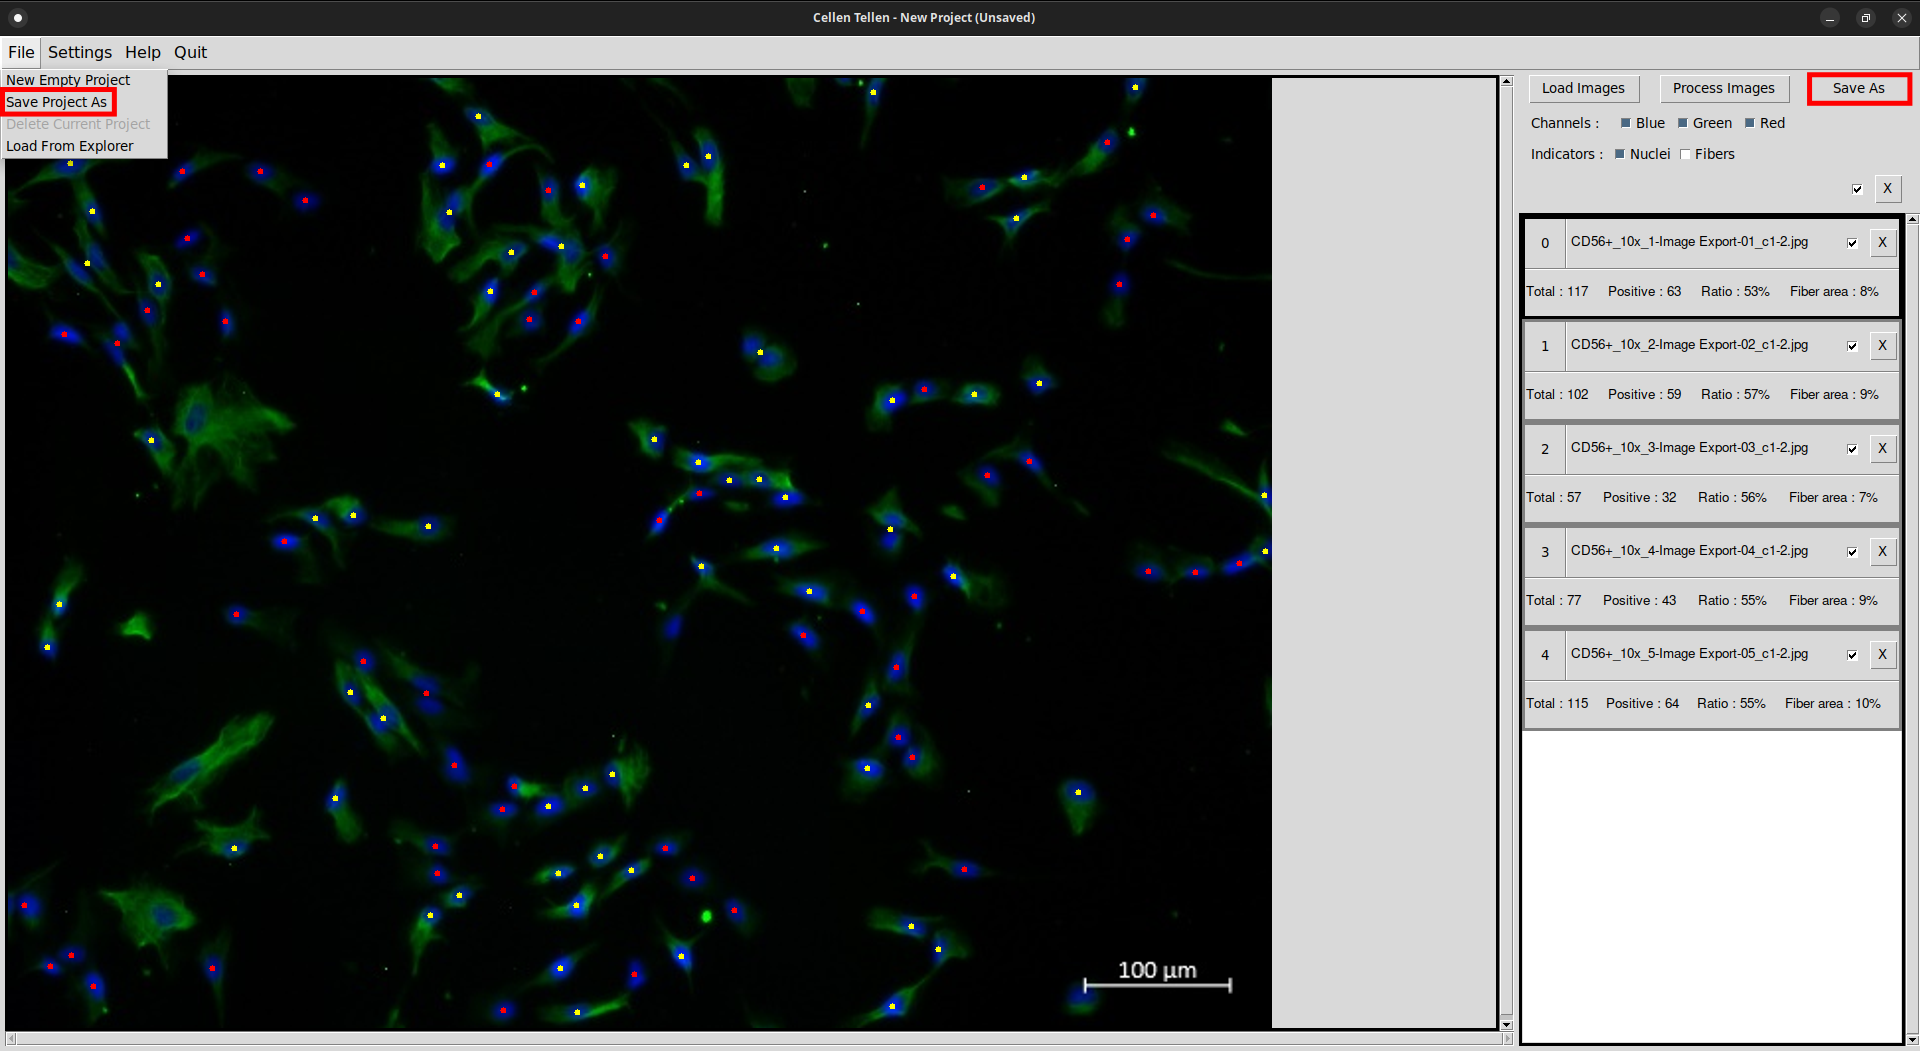 Cellen Tellen - New Project (Unsaved)
File Settings Help Quit
New Empty Project
Save Project As
Delete Current Project
Load From Explorer
Load Images Process Images Save As
Channels : Blue Green Red
Indicators : Nuclei Fibers
X
0 CD56+_10x_1-Image Export-01_c1-2.jpg X
Total : 117 Positive : 63 Ratio : 53% Fiber area : 8%
1 CD56+_10x_2-Image Export-02_c1-2.jpg X
Total : 102 Positive : 59 Ratio : 57% Fiber area : 9%
2 CD56+_10x_3-Image Export-03_c1-2.jpg X
Total : 57 Positive : 32 Ratio : 56% Fiber area : 7%
3 CD56+_10x_4-Image Export-04_c1-2.jpg X
Total : 77 Positive : 43 Ratio : 55% Fiber area : 9%
4 CD56+_10x_5-Image Export-05_c1-2.jpg X
Total : 115 Positive : 64 Ratio : 55% Fiber area : 10%
100 µm